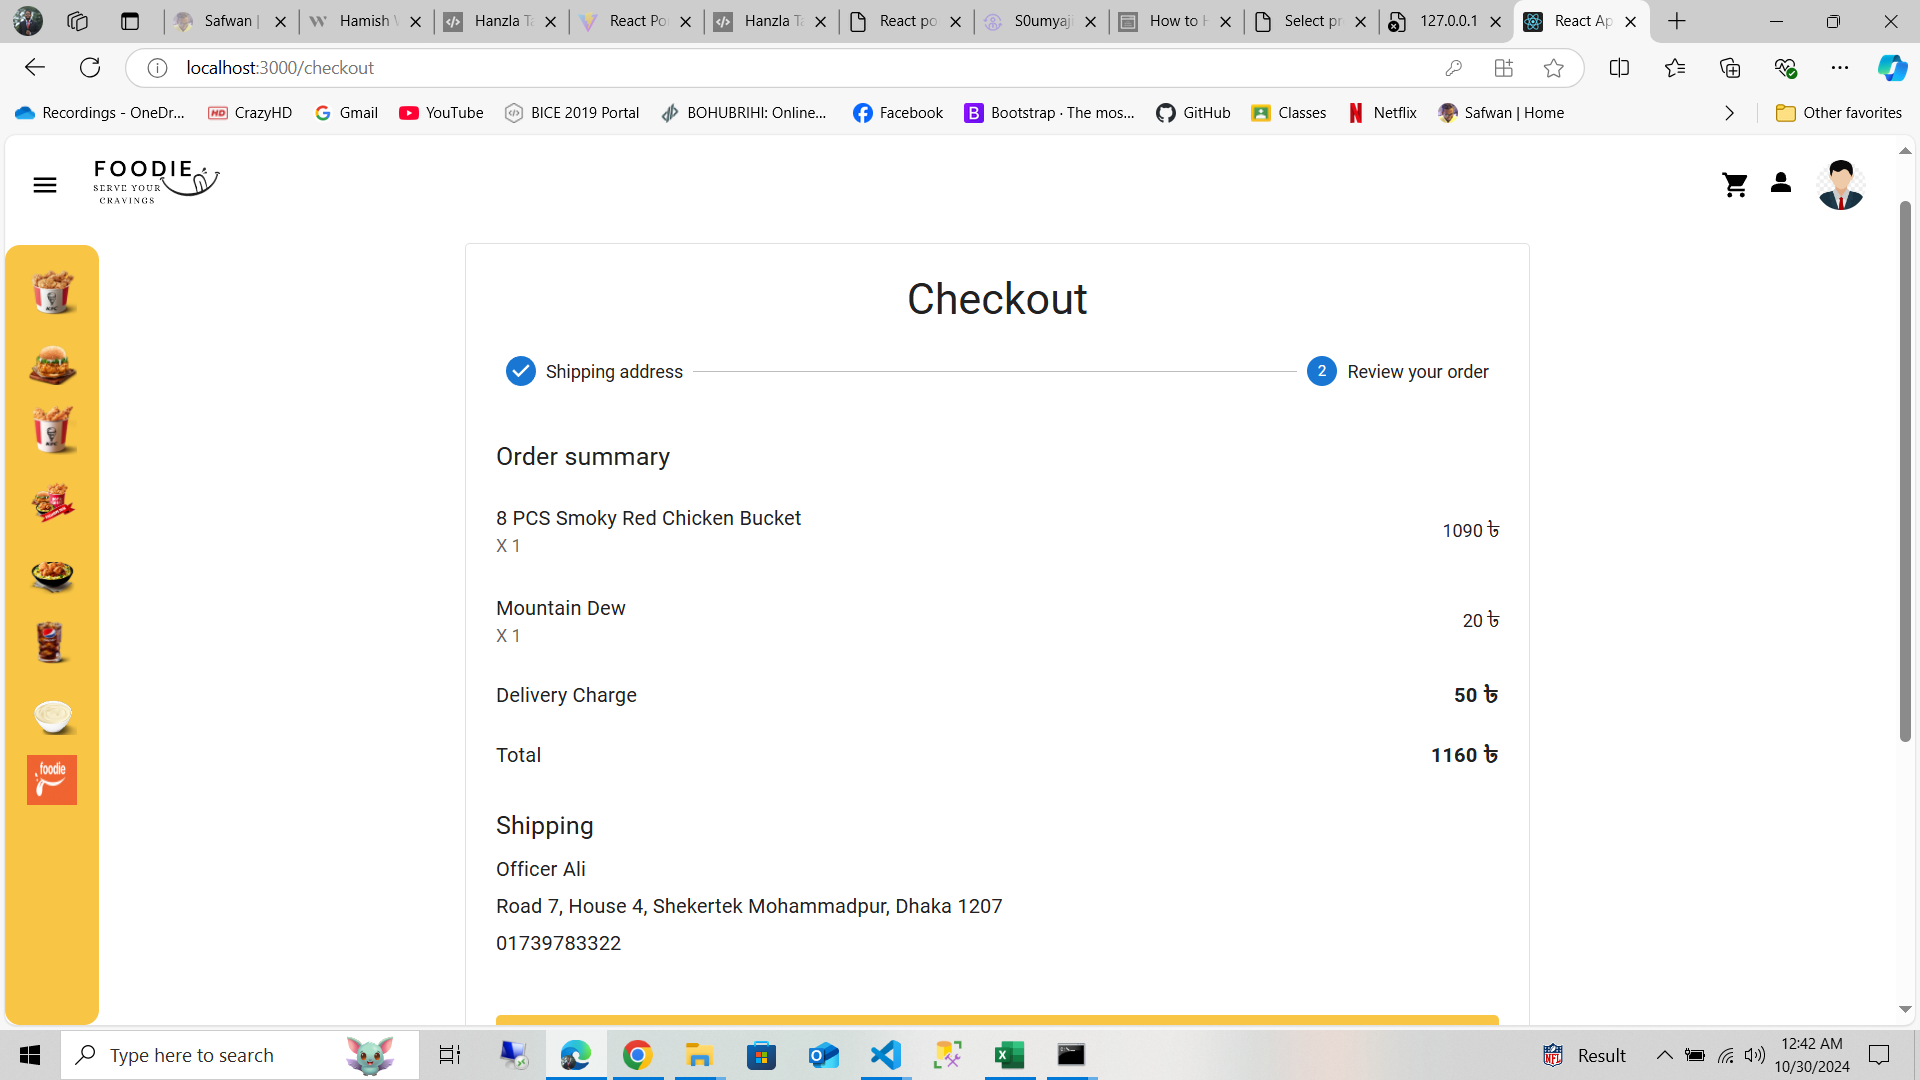 Safwan |
Hamish V
Hanzla Ta
React Po
Hanzla Ta
React po
S0umyaji
How to H
Select pr
127.0.0.1
React Ap
localhost:3000/checkout
Recordings - OneDr...
CrazyHD
Gmail
YouTube
BICE 2019 Portal
BOHUBRIHI: Online...
Facebook
Bootstrap · The mos...
GitHub
Classes
Netflix
Safwan | Home
Other favorites
FOODIE
SERVE YOUR
CRAVINGS
Checkout
Shipping address
2 Review your order
Order summary
8 PCS Smoky Red Chicken Bucket
X 1
1090 ৳
Mountain Dew
X 1
20 ৳
Delivery Charge 50 ৳
Total 1160 ৳
foodie
Shipping
Officer Ali
Road 7, House 4, Shekertek Mohammadpur, Dhaka 1207
01739783322
Type here to search
Result
12:42 AM
10/30/2024